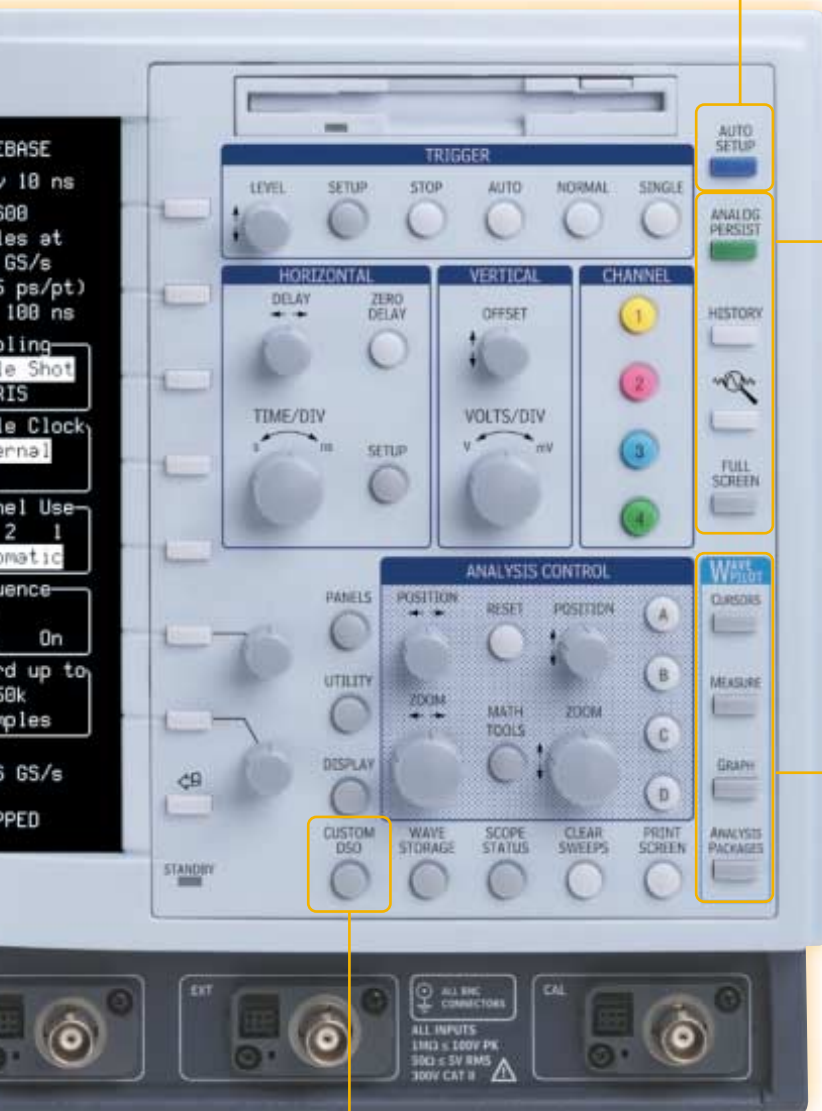 EBASE
y 10 ns
600
les at
GS/s
5 ps/pt)
100 ns
pling
le Shot
RIS
le Clock
ernal
nel Use
2 1
omatic
uence
On
rd up to
50k
mples
6 GS/s
PPED
STANDBY
AUTO
SETUP
TRIGGER
LEVEL SETUP STOP AUTO NORMAL SINGLE
ANALOG
PERSIST
HORIZONTAL
DELAY
ZERO
DELAY
TIME/DIV
s ns
SETUP
VERTICAL
OFFSET
VOLTS/DIV
V mV
CHANNEL
1
2
3
4
HISTORY
FULL
SCREEN
PANELS
UTILITY
DISPLAY
ANALYSIS CONTROL
POSITION RESET POSITION
ZOOM
MATH
TOOLS
ZOOM
A
B
C
D
WAVE
PILOT
CURSORS
MEASURE
GRAPH
ANALYSIS
PACKAGES
CUSTOM
DSO
WAVE
STORAGE
SCOPE
STATUS
CLEAR
SWEEPS
PRINT
SCREEN
EXT
ALL BNC
CONNECTORS
ALL INPUTS
1MΩ ≤ 100V PK
50Ω ≤ 5V RMS
300V CAT II
CAL